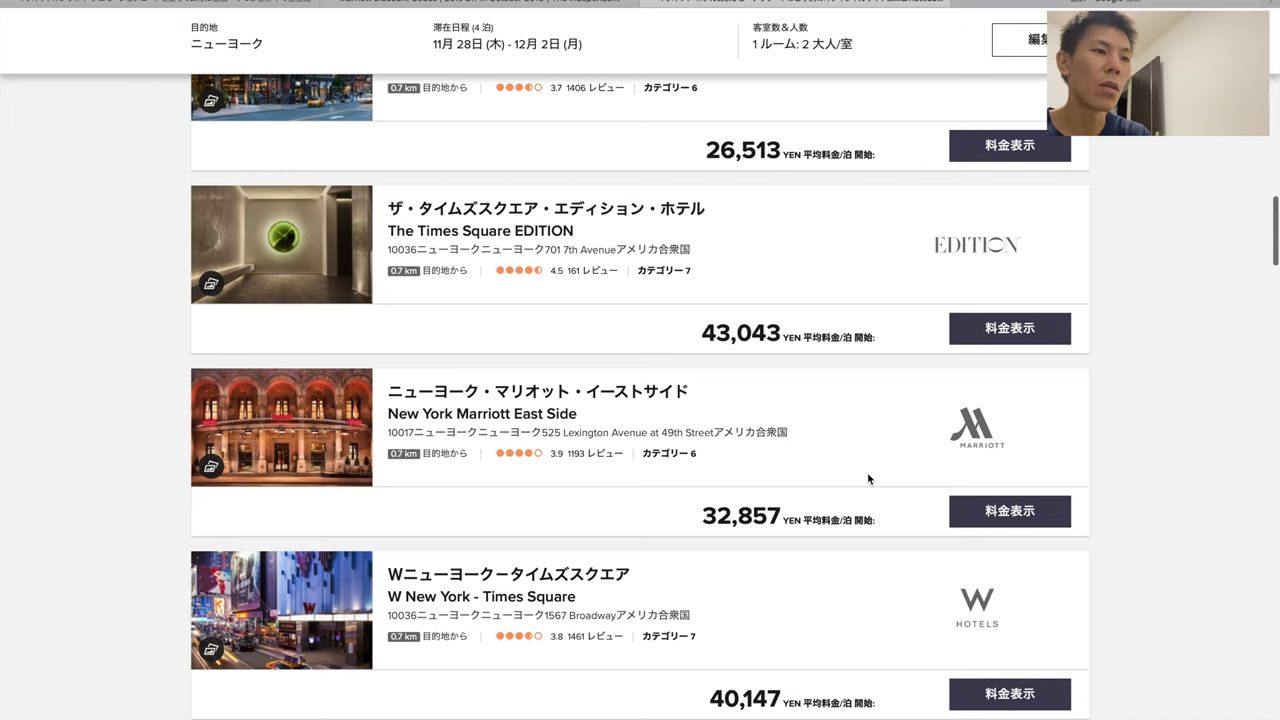 目的地
ニューヨーク
滞在日程 (4 泊)
11月 28日 (木) - 12月 2日 (月)
客室数＆人数
1 ルーム: 2 大人/室
編集
0.7 km 目的地から 3.7 1406 レビュー カテゴリー 6
26,513 YEN 平均料金/泊 開始:
料金表示
ザ・タイムズスクエア・エディション・ホテル
The Times Square EDITION
10036ニューヨークニューヨーク701 7th Avenueアメリカ合衆国
0.7 km 目的地から 4.5 161 レビュー カテゴリー 7
EDITION
43,043 YEN 平均料金/泊 開始:
料金表示
ニューヨーク・マリオット・イーストサイド
New York Marriott East Side
10017ニューヨークニューヨーク525 Lexington Avenue at 49th Streetアメリカ合衆国
0.7 km 目的地から 3.9 1193 レビュー カテゴリー 6
MARRIOTT
32,857 YEN 平均料金/泊 開始:
料金表示
Wニューヨークータイムズスクエア
W New York - Times Square
10036ニューヨークニューヨーク1567 Broadwayアメリカ合衆国
0.7 km 目的地から 3.8 1461 レビュー カテゴリー 7
W
HOTELS
40,147 YEN 平均料金/泊 開始:
料金表示